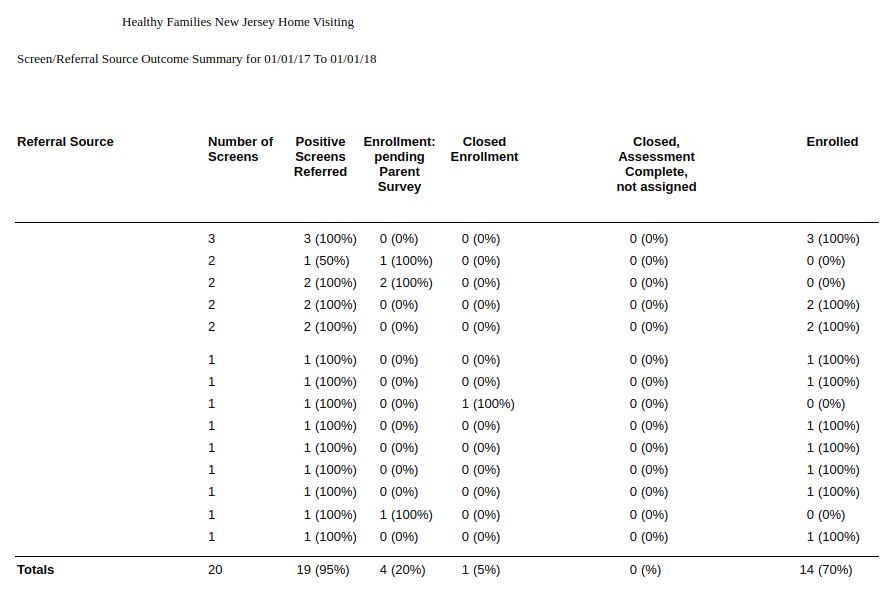 Healthy Families New Jersey Home Visiting
Screen/Referral Source Outcome Summary for 01/01/17 To 01/01/18
Referral Source Number of Screens Positive Screens Referred Enrollment: pending Parent Survey Closed Enrollment Closed, Assessment Complete, not assigned Enrolled
3 3 (100%) 0 (0%) 0 (0%) 0 (0%) 3 (100%)
2 1 (50%) 1 (100%) 0 (0%) 0 (0%) 0 (0%)
2 2 (100%) 2 (100%) 0 (0%) 0 (0%) 0 (0%)
2 2 (100%) 0 (0%) 0 (0%) 0 (0%) 2 (100%)
2 2 (100%) 0 (0%) 0 (0%) 0 (0%) 2 (100%)
1 1 (100%) 0 (0%) 0 (0%) 0 (0%) 1 (100%)
1 1 (100%) 0 (0%) 0 (0%) 0 (0%) 1 (100%)
1 1 (100%) 0 (0%) 1 (100%) 0 (0%) 0 (0%)
1 1 (100%) 0 (0%) 0 (0%) 0 (0%) 1 (100%)
1 1 (100%) 0 (0%) 0 (0%) 0 (0%) 1 (100%)
1 1 (100%) 0 (0%) 0 (0%) 0 (0%) 1 (100%)
1 1 (100%) 0 (0%) 0 (0%) 0 (0%) 1 (100%)
1 1 (100%) 1 (100%) 0 (0%) 0 (0%) 0 (0%)
1 1 (100%) 0 (0%) 0 (0%) 0 (0%) 1 (100%)
Totals 20 19 (95%) 4 (20%) 1 (5%) 0 (%) 14 (70%)